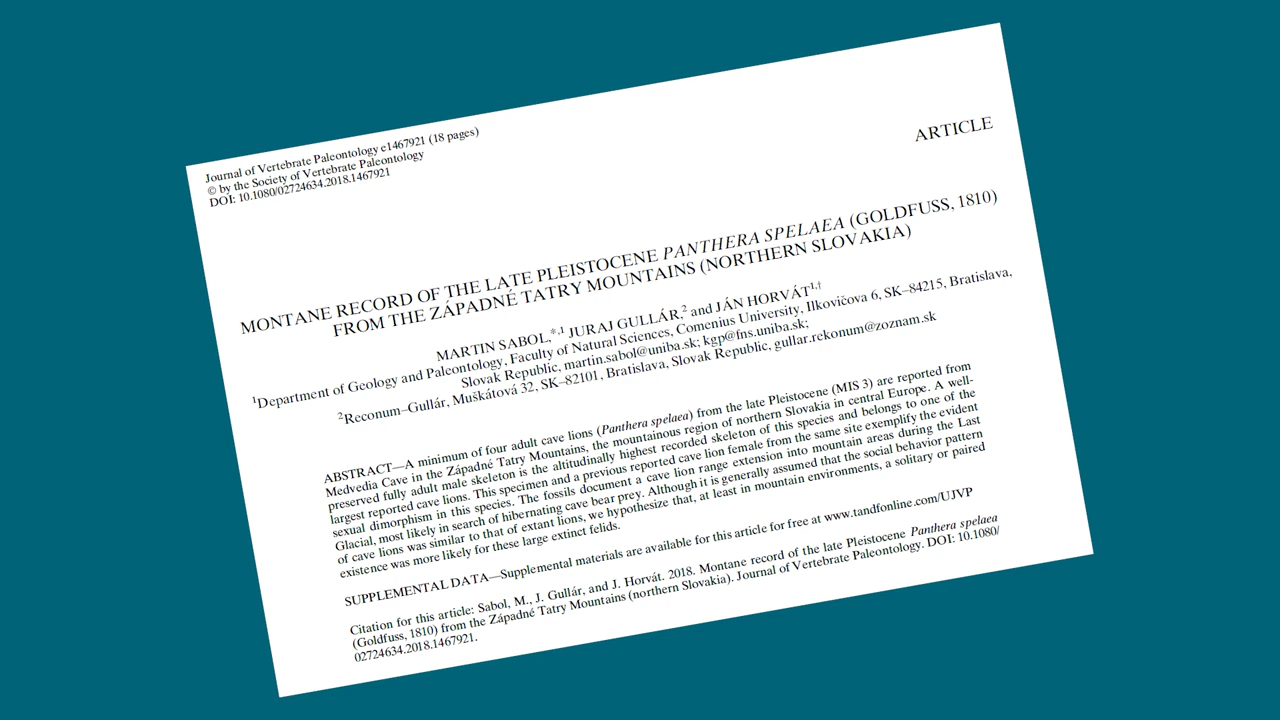 Journal of Vertebrate Paleontology e1467921 (18 pages)
© by the Society of Vertebrate Paleontology
DOI: 10.1080/02724634.2018.1467921
ARTICLE
MONTANE RECORD OF THE LATE PLEISTOCENE PANTHERA SPELAEA (GOLDFUSS, 1810)
FROM THE ZÁPADNÉ TATRY MOUNTAINS (NORTHERN SLOVAKIA)
MARTIN SABOL,*,1 JURAJ GULLÁR,2 and JÁN HORVÁT1,†
1Department of Geology and Paleontology, Faculty of Natural Sciences, Comenius University, Ilkovičova 6, SK–84215, Bratislava,
Slovak Republic, martin.sabol@uniba.sk; kgp@fns.uniba.sk;
2Reconum–Gullár, Muškátová 32, SK–82101, Bratislava, Slovak Republic, gullar.rekonum@zoznam.sk
ABSTRACT—A minimum of four adult cave lions (Panthera spelaea) from the late Pleistocene (MIS 3) are reported from
Medvedia Cave in the Západné Tatry Mountains, the mountainous region of northern Slovakia in central Europe. A well-
preserved fully adult male skeleton is the altitudinally highest recorded skeleton of this species and belongs to one of the
largest reported cave lions. This specimen and a previous reported cave lion female from the same site exemplify the evident
sexual dimorphism in this species. The fossils document a cave lion range extension into mountain areas during the Last
Glacial, most likely in search of hibernating cave bear prey. Although it is generally assumed that the social behavior pattern
of cave lions was similar to that of extant lions, we hypothesize that, at least in mountain environments, a solitary or paired
existence was more likely for these large extinct felids.
SUPPLEMENTAL DATA—Supplemental materials are available for this article for free at www.tandfonline.com/UJVP
Citation for this article: Sabol, M., J. Gullár, and J. Horvát. 2018. Montane record of the late Pleistocene Panthera spelaea
(Goldfuss, 1810) from the Západné Tatry Mountains (northern Slovakia). Journal of Vertebrate Paleontology. DOI: 10.1080/
02724634.2018.1467921.